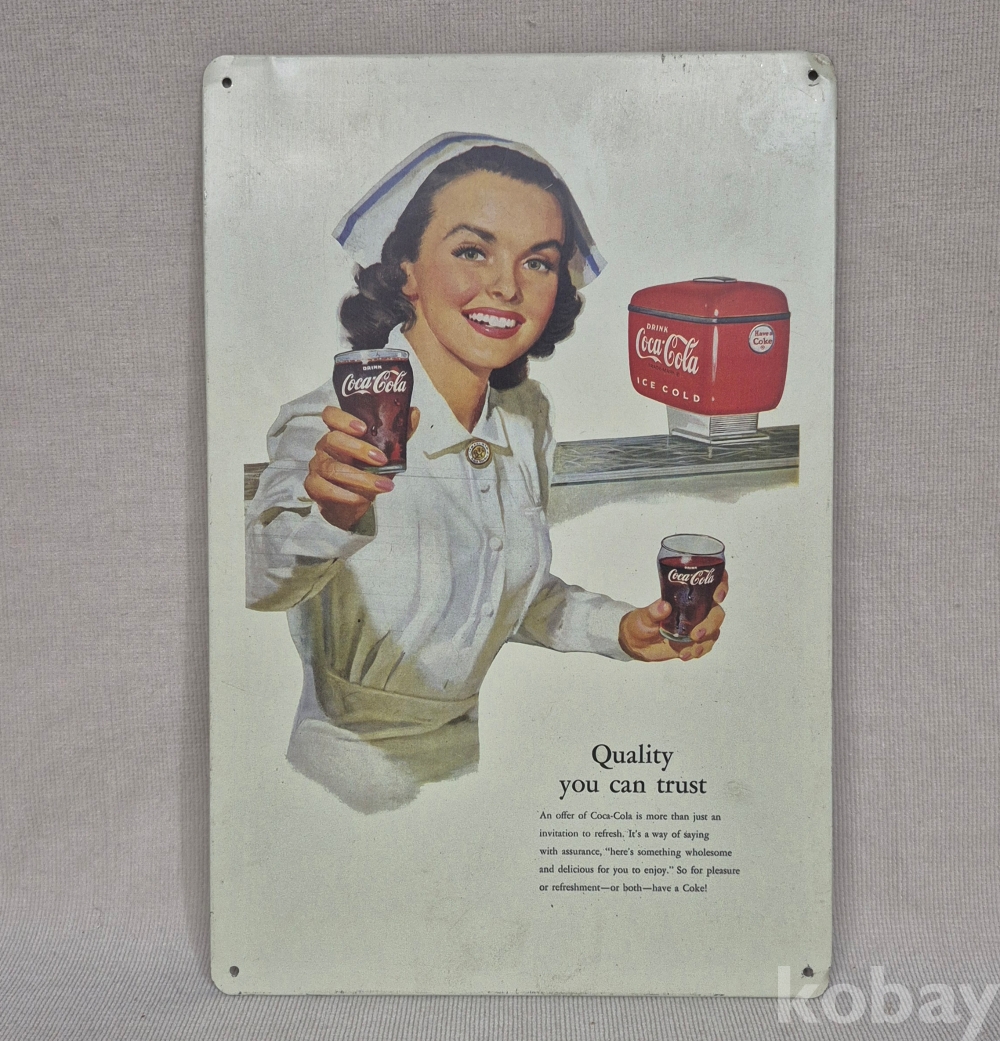 DRINK
Coca-Cola
ICE COLD
Have a
Coke
DRINK
Coca-Cola
DRINK
Coca-Cola
Quality
you can trust
An offer of Coca-Cola is more than just an
invitation to refresh. It's a way of saying
with assurance, "here's something wholesome
and delicious for you to enjoy." So for pleasure
or refreshment—or both—have a Coke!
kobay